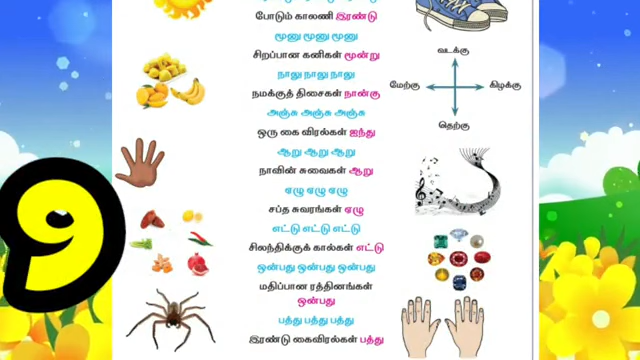 போடும் காலணி இரண்டு
மூனு மூனு மூனு
சிறப்பான கனிகள் மூன்று
நாலு நாலு நாலு
நமக்குத் திசைகள் நான்கு
அஞ்சு அஞ்சு அஞ்சு
ஒரு கை விரல்கள் ஐந்து
ஆறு ஆறு ஆறு
நாவின் சுவைகள் ஆறு
ஏழு ஏழு ஏழு
சப்த சுவரங்கள் ஏழு
எட்டு எட்டு எட்டு
சிலந்திக்குக் கால்கள் எட்டு
ஒன்பது ஒன்பது ஒன்பது
மதிப்பான ரத்தினங்கள்
ஒன்பது
பத்து பத்து பத்து
இரண்டு கைவிரல்கள் பத்து
வடக்கு
மேற்கு
கிழக்கு
தெற்கு
9